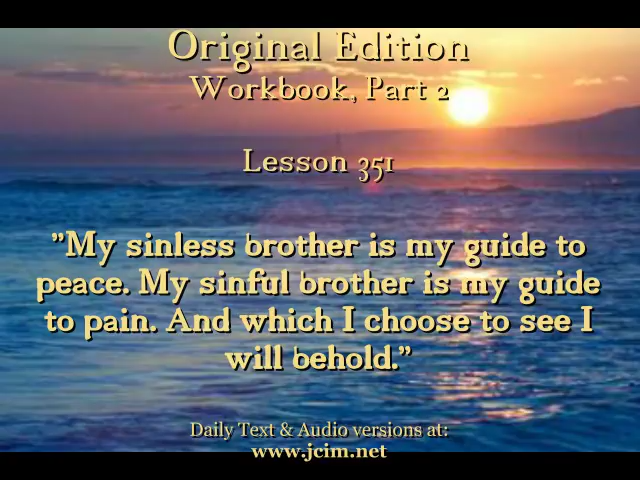 Original Edition
Workbook, Part 2
Lesson 351
"My sinless brother is my guide to
peace. My sinful brother is my guide
to pain. And which I choose to see I
will behold."
Daily Text & Audio versions at:
www.jcim.net